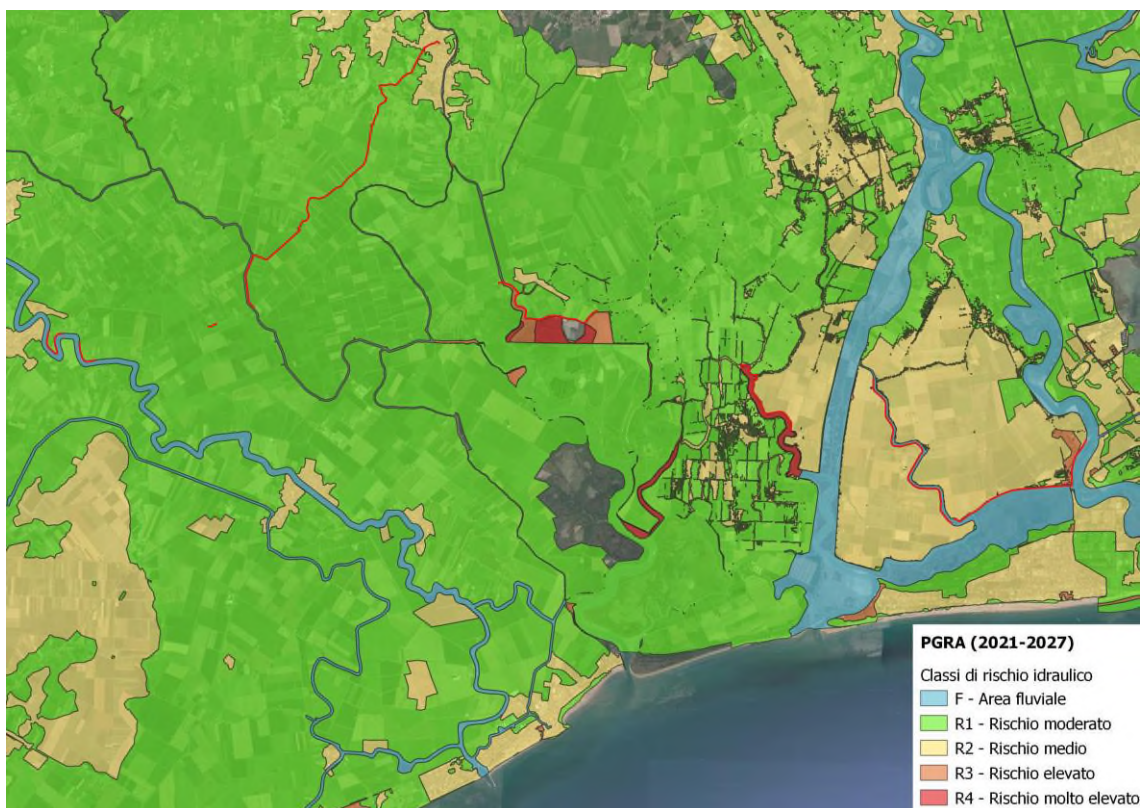 PGRA (2021-2027)
Classi di rischio idraulico
F - Area fluviale
R1 - Rischio moderato
R2 - Rischio medio
R3 - Rischio elevato
R4 - Rischio molto elevato